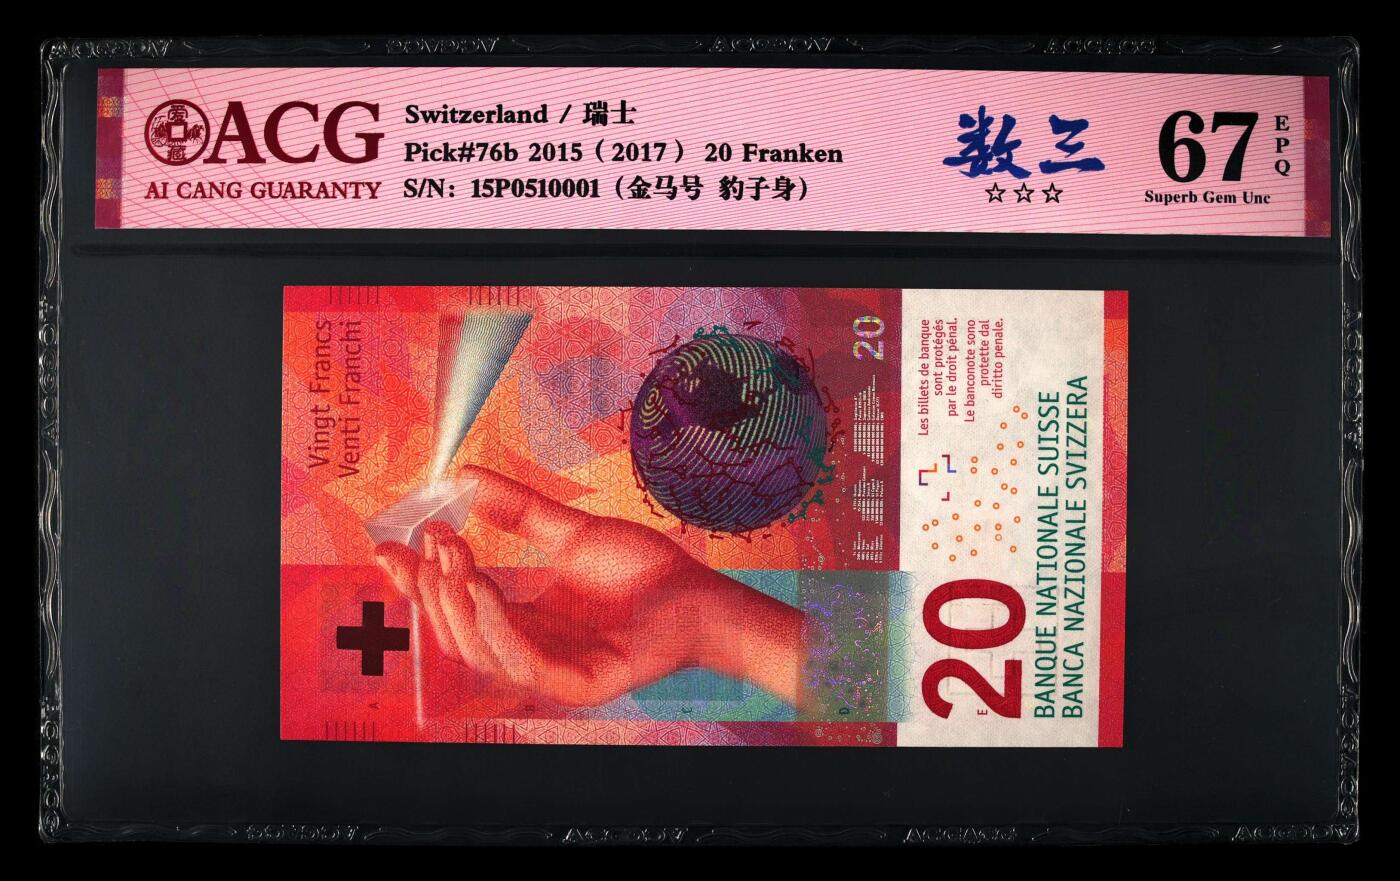 ACG
AI CANG GUARANTY
Switzerland / 瑞士
Pick#76b 2015（2017） 20 Franken
S/N: 15P0510001（金马号 豹子身）
数三
☆☆☆
67
EPQ
Superb Gem Unc
Vingt Francs
Venti Franchi
20
Les billets de banque
sont protégés
par le droit pénal.
Le banconote sono
protette dal
diritto penale.
20
E
BANQUE NATIONALE SUISSE
BANCA NAZIONALE SVIZZERA
A
B
C
D